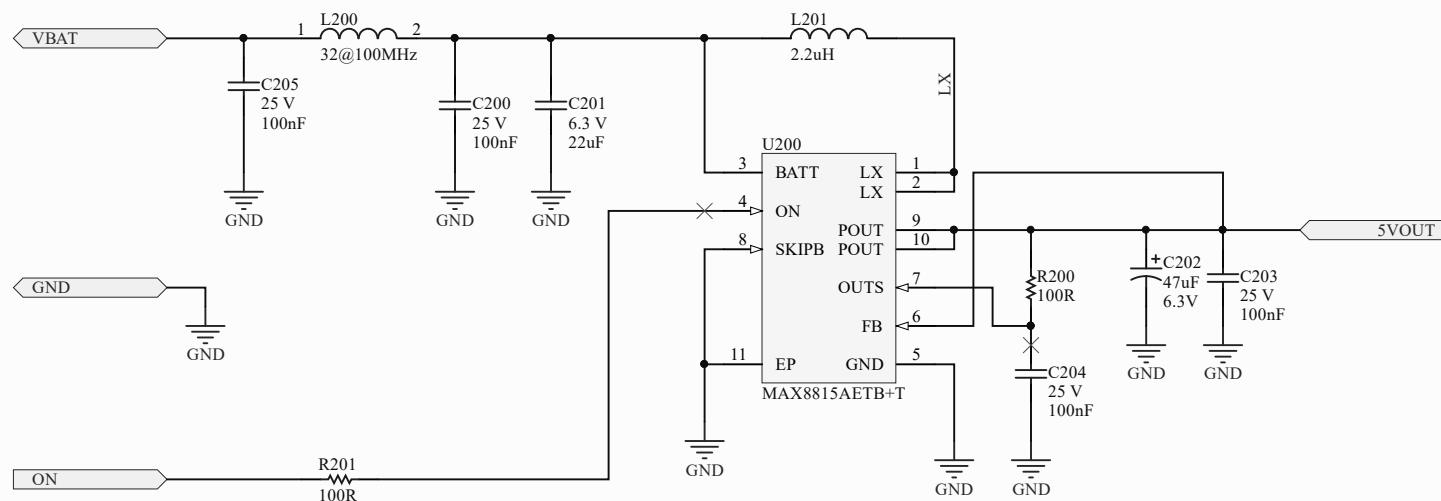 L200
1
2
32@100MHz
VBAT
L201
2.2uH
LX
C205
25 V
100nF
C200
25 V
100nF
C201
6.3 V
22uF
GND
GND
GND
U200
3
BATT
LX
1
LX
2
4
ON
POUT
9
8
SKIPB
POUT
10
OUTS
7
FB
6
11
EP
GND
5
MAX8815AETB+T
5VOUT
R200
100R
C202
47uF
6.3V
+
C203
25 V
100nF
GND
GND
C204
25 V
100nF
GND
GND
GND
GND
GND
ON
R201
100R